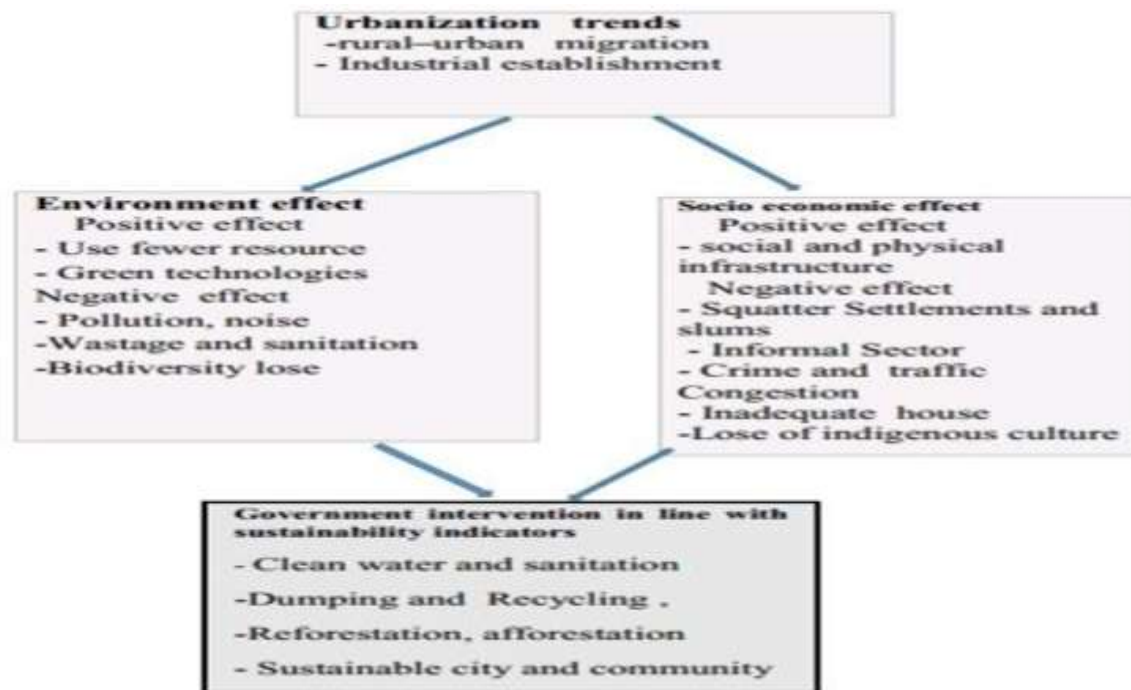 Urbanization trends
-rural–urban migration
- Industrial establishment
Environment effect
Positive effect
- Use fewer resource
- Green technologies
Negative effect
- Pollution, noise
-Wastage and sanitation
-Biodiversity lose
Socio economic effect
Positive effect
- social and physical
infrastructure
Negative effect
- Squatter Settlements and
slums
- Informal Sector
- Crime and traffic
Congestion
- Inadequate house
-Lose of indigenous culture
Government intervention in line with
sustainability indicators
- Clean water and sanitation
-Dumping and Recycling .
-Reforestation, afforestation
- Sustainable city and community